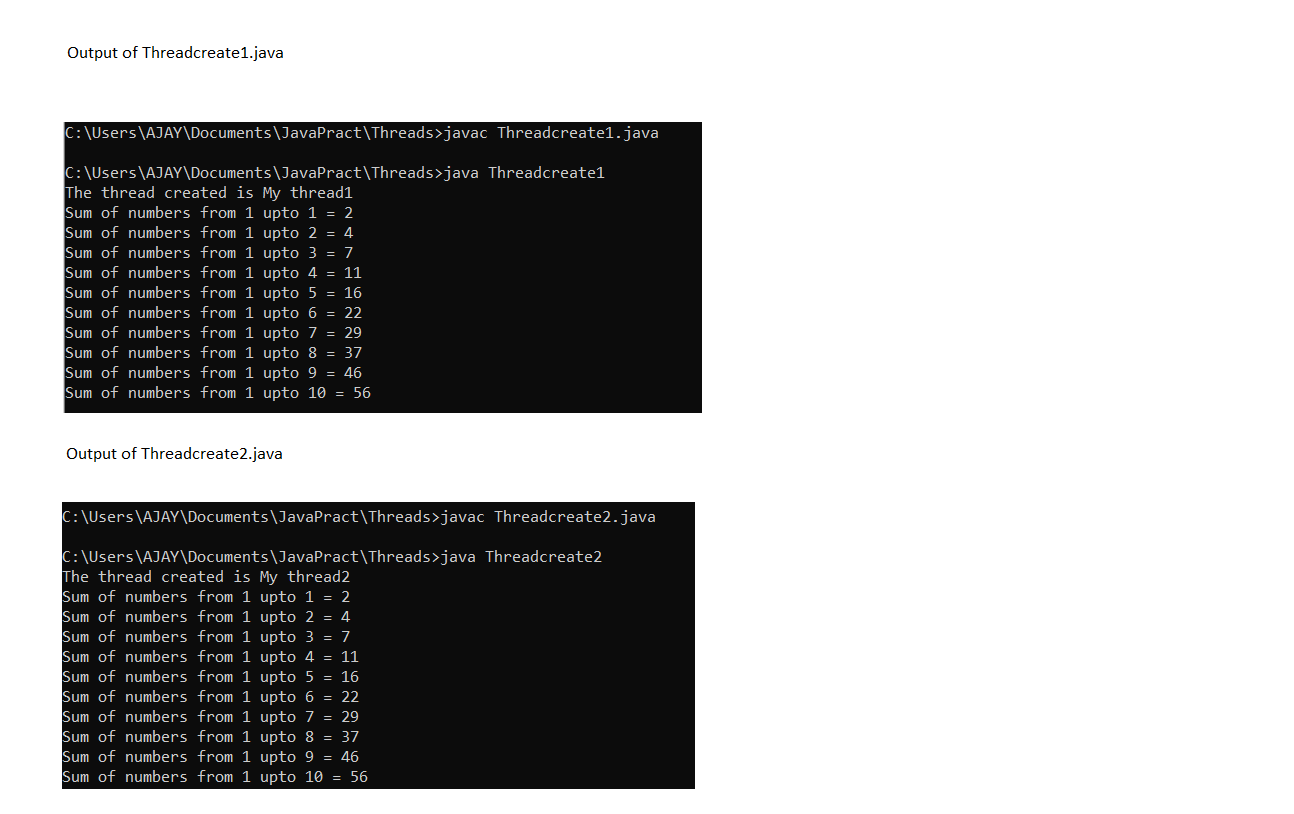 Output of Threadcreate1.java
C:\Users\AJAY\Documents\JavaPract\Threads>javac Threadcreate1.java
C:\Users\AJAY\Documents\JavaPract\Threads>java Threadcreate1
The thread created is My thread1
Sum of numbers from 1 upto 1 = 2
Sum of numbers from 1 upto 2 = 4
Sum of numbers from 1 upto 3 = 7
Sum of numbers from 1 upto 4 = 11
Sum of numbers from 1 upto 5 = 16
Sum of numbers from 1 upto 6 = 22
Sum of numbers from 1 upto 7 = 29
Sum of numbers from 1 upto 8 = 37
Sum of numbers from 1 upto 9 = 46
Sum of numbers from 1 upto 10 = 56
Output of Threadcreate2.java
C:\Users\AJAY\Documents\JavaPract\Threads>javac Threadcreate2.java
C:\Users\AJAY\Documents\JavaPract\Threads>java Threadcreate2
The thread created is My thread2
Sum of numbers from 1 upto 1 = 2
Sum of numbers from 1 upto 2 = 4
Sum of numbers from 1 upto 3 = 7
Sum of numbers from 1 upto 4 = 11
Sum of numbers from 1 upto 5 = 16
Sum of numbers from 1 upto 6 = 22
Sum of numbers from 1 upto 7 = 29
Sum of numbers from 1 upto 8 = 37
Sum of numbers from 1 upto 9 = 46
Sum of numbers from 1 upto 10 = 56